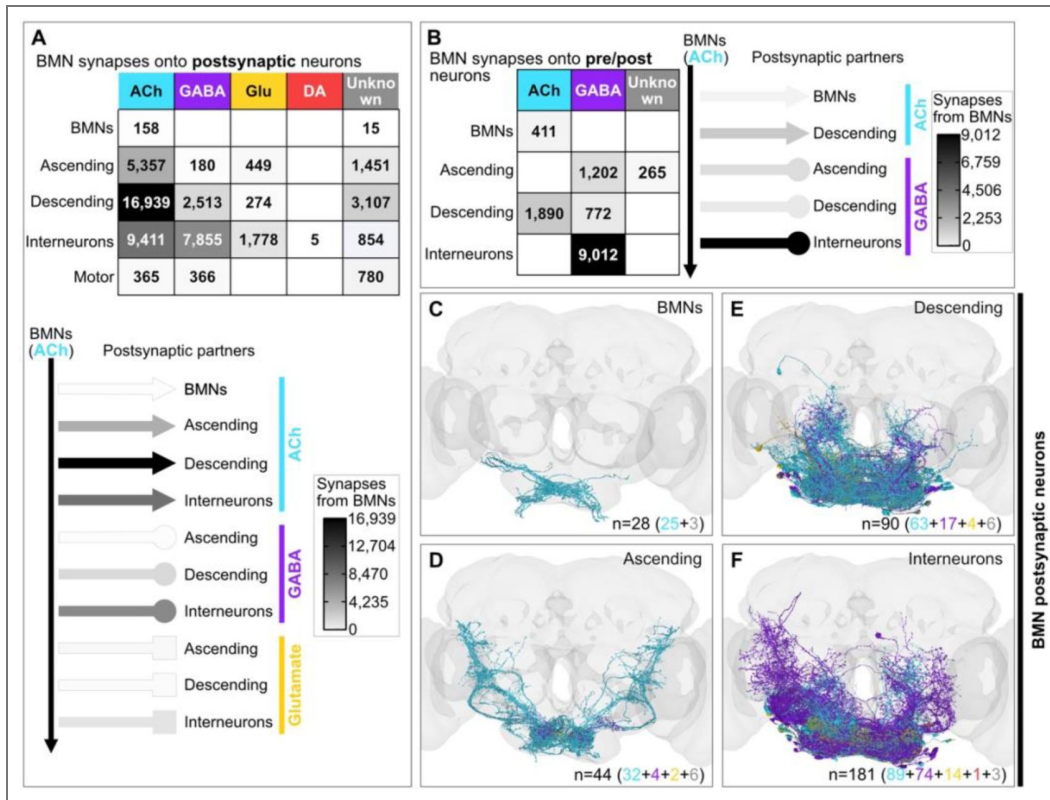 A
BMN synapses onto postsynaptic neurons
ACh GABA Glu DA Unkno
wn
BMNs 158 15
Ascending 5,357 180 449 1,451
Descending 16,939 2,513 274 3,107
Interneurons 9,411 7,855 1,778 5 854
Motor 365 366 780
BMNs
(ACh) Postsynaptic partners
BMNs
Ascending
Descending
Interneurons
ACh
Ascending
Descending
Interneurons
GABA
Ascending
Descending
Interneurons
Glutamate
Synapses
from BMNs
16,939
12,704
8,470
4,235
0
B
BMN synapses onto pre/post
neurons
ACh GABA Unkno
wn
BMNs 411
Ascending 1,202 265
Descending 1,890 772
Interneurons 9,012
BMNs
(ACh) Postsynaptic partners
BMNs
Descending
ACh
Ascending
Descending
Interneurons
GABA
Synapses
from BMNs
9,012
6,759
4,506
2,253
0
C BMNs
n=28 (25+3)
E Descending
n=90 (63+17+4+6)
D Ascending
n=44 (32+4+2+6)
F Interneurons
n=181 (89+74+14+1+3)
BMN postsynaptic neurons